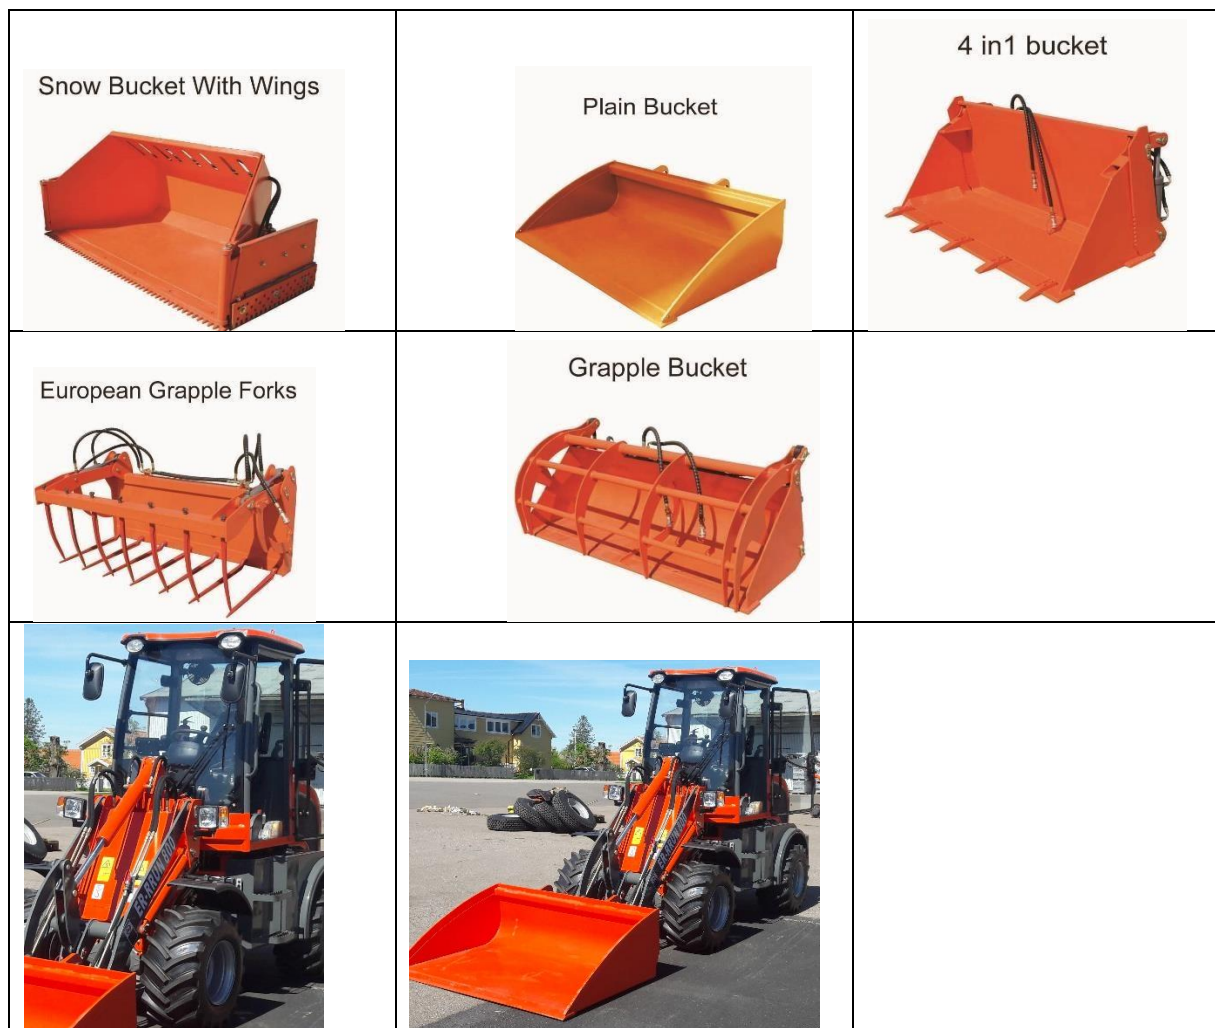 Snow Bucket With Wings
Plain Bucket
4 in1 bucket
European Grapple Forks
Grapple Bucket